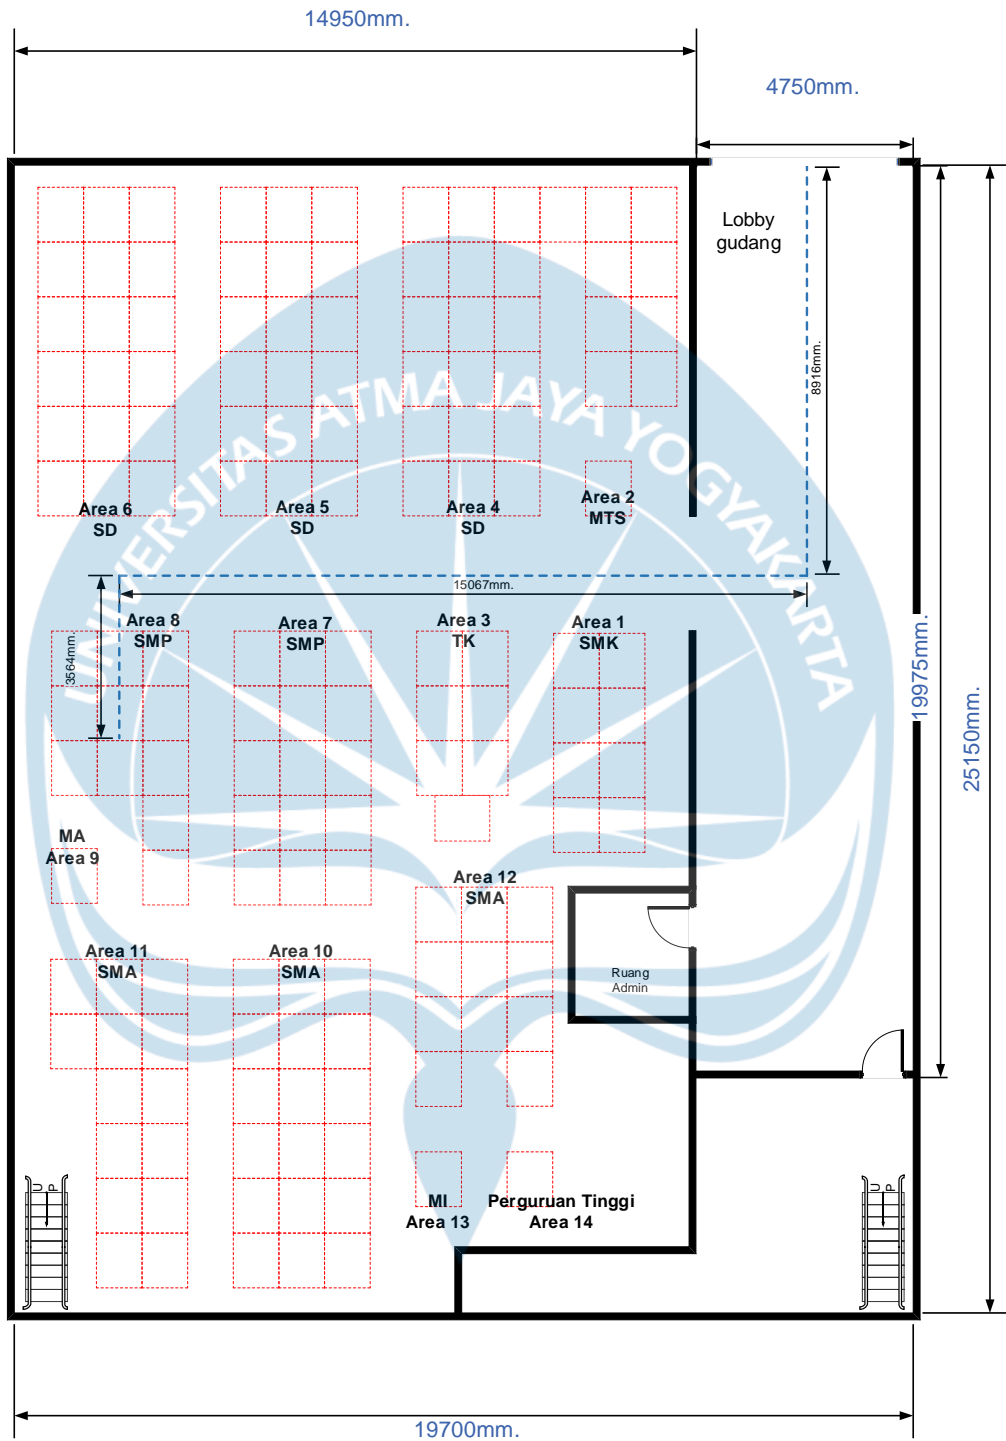 14950mm.
4750mm.
Lobby
gudang
8916mm.
UNIVERSITAS ATMA JAYA YOGYAKARTA
Area 6
SD
Area 5
SD
Area 4
SD
Area 2
MTS
15067mm.
3564mm.
Area 8
SMP
Area 7
SMP
Area 3
TK
Area 1
SMK
19975mm.
25150mm.
MA
Area 9
Area 12
SMA
Area 11
SMA
Area 10
SMA
Ruang
Admin
UP
UP
MI
Area 13
Perguruan Tinggi
Area 14
19700mm.